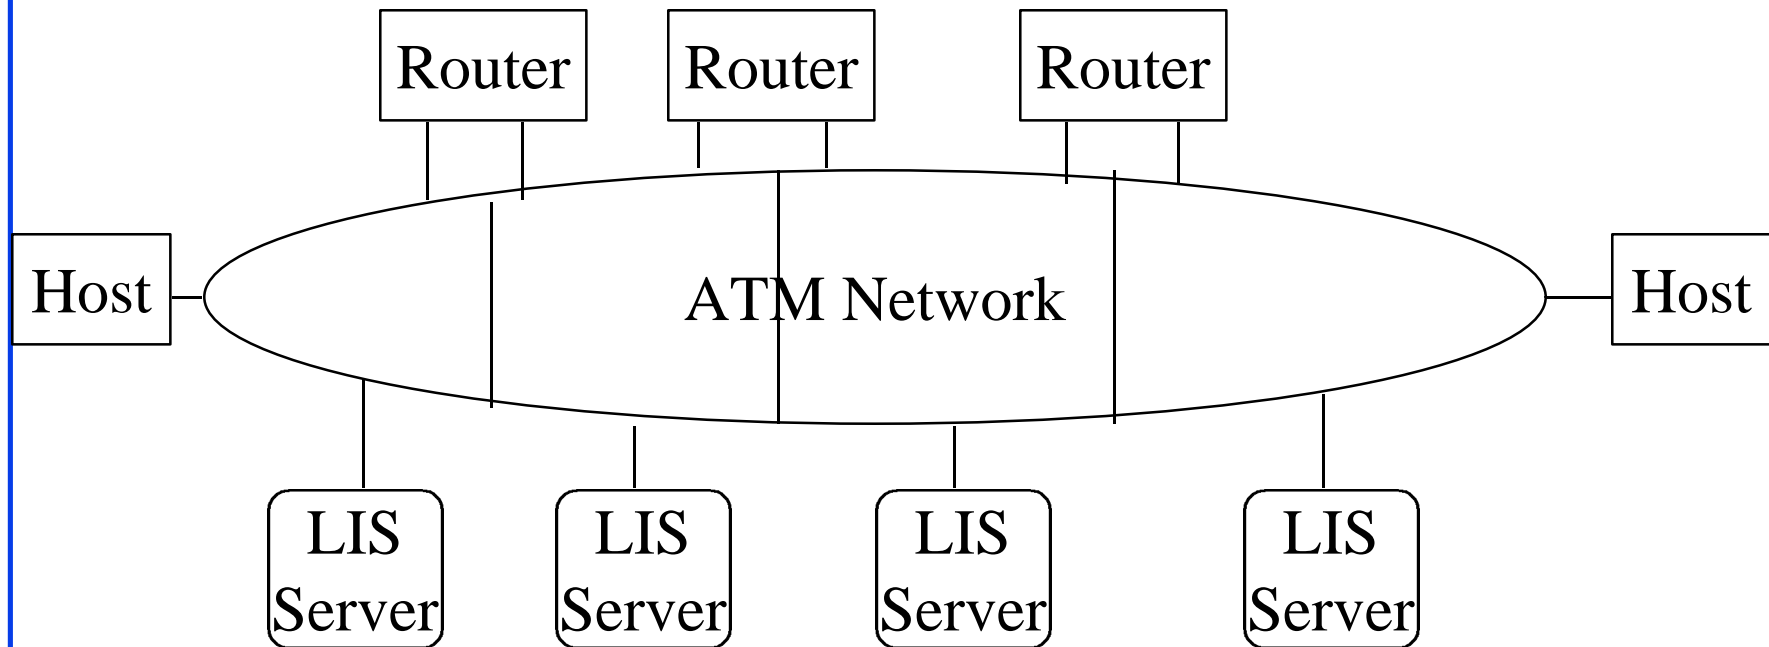 Router
Router
Router
Host
ATM Network
Host
LIS
Server
LIS
Server
LIS
Server
LIS
Server